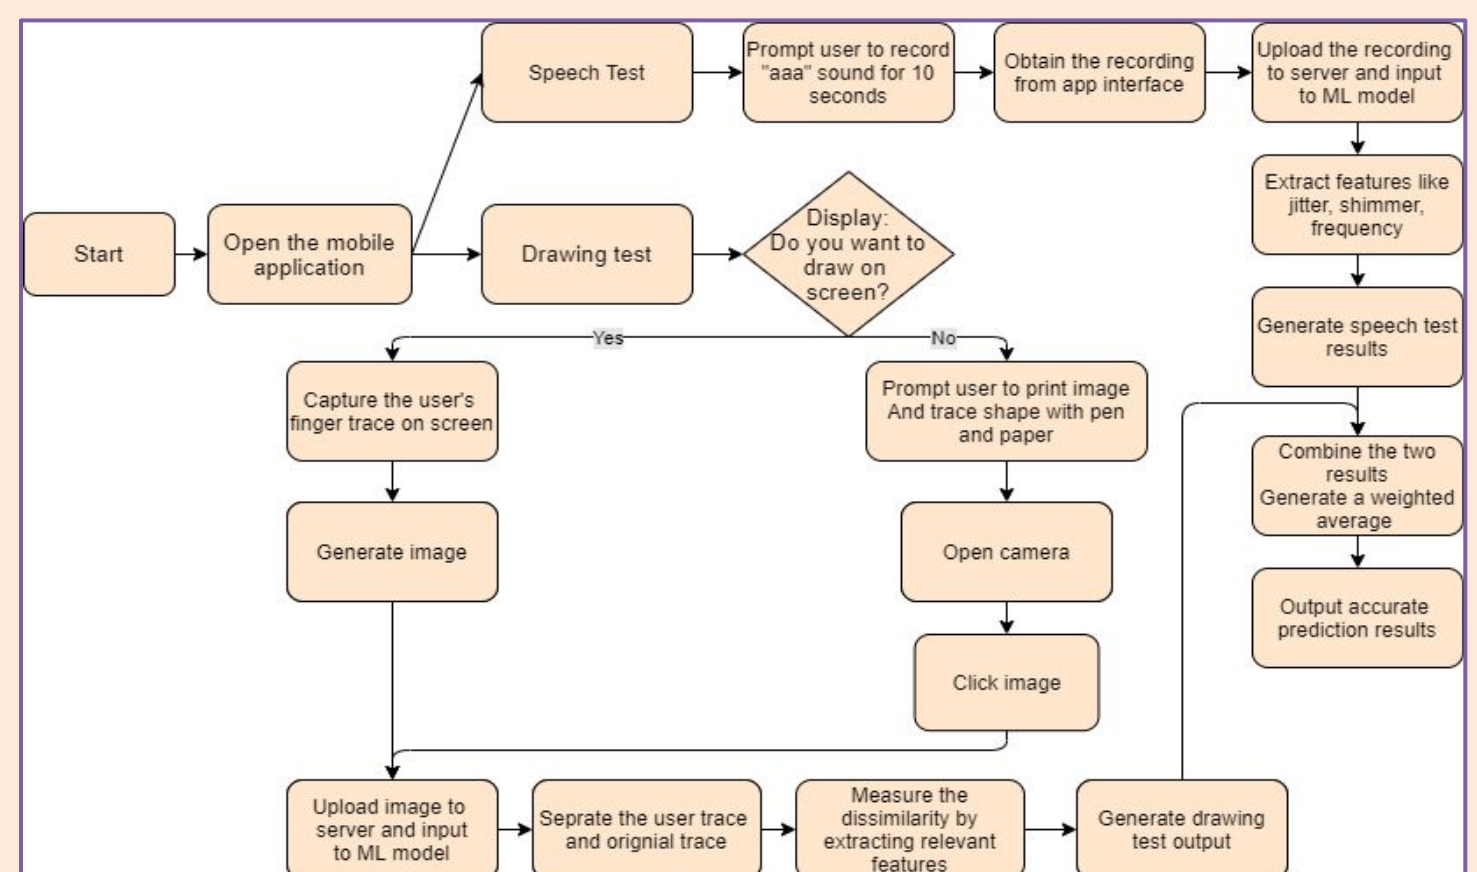 Speech Test
Prompt user to record
"aaa" sound for 10
seconds
Obtain the recording
from app interface
Upload the recording
to server and input
to ML model
Extract features like
jitter, shimmer,
frequency
Start
Open the mobile
application
Drawing test
Display:
Do you want to
draw on
screen?
Yes
No
Generate speech test
results
Capture the user's
finger trace on screen
Prompt user to print image
And trace shape with pen
and paper
Combine the two
results
Generate a weighted
average
Generate image
Open camera
Output accurate
prediction results
Click image
Upload image to
server and input
to ML model
Seprate the user trace
and orignial trace
Measure the
dissimilarity by
extracting relevant
features
Generate drawing
test output